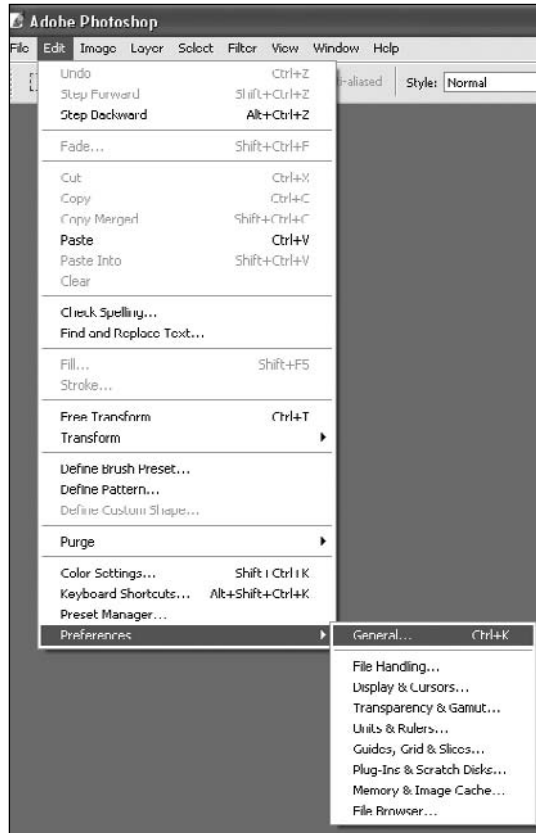 Adobe Photoshop
File Edit Image Layer Select Filter View Window Help
ti-aliased Style: Normal
Undo Ctrl+Z
Step Forward Shift+Ctrl+Z
Step Backward Alt+Ctrl+Z
Fade... Shift+Ctrl+F
Cut Ctrl+X
Copy Ctrl+C
Copy Merged Shift+Ctrl+C
Paste Ctrl+V
Paste Into Shift+Ctrl+V
Clear
Check Spelling...
Find and Replace Text...
Fill... Shift+F5
Stroke...
Free Transform Ctrl+T
Transform
Define Brush Preset...
Define Pattern...
Define Custom Shape...
Purge
Color Settings... Shift+Ctrl+K
Keyboard Shortcuts... Alt+Shift+Ctrl+K
Preset Manager...
Preferences
General... Ctrl+K
File Handling...
Display & Cursors...
Transparency & Gamut...
Units & Rulers...
Guides, Grid & Slices...
Plug-Ins & Scratch Disks...
Memory & Image Cache...
File Browser...